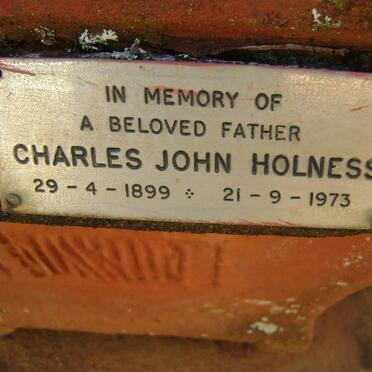 IN MEMORY OF
A BELOVED FATHER
CHARLES JOHN HOLNESS
29 - 4 - 1899 ÷ 21 - 9 - 1973